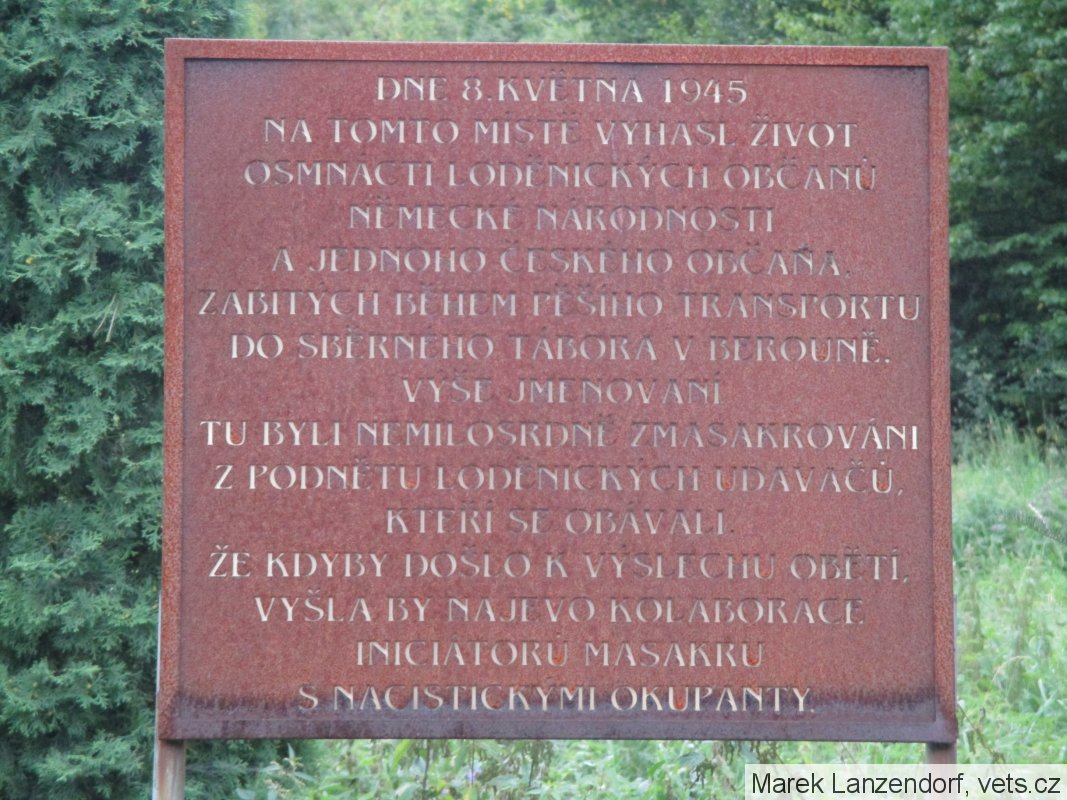 DNE 8. KVĚTNA 1945
NA TOMTO MÍSTĚ VYHASL ŽIVOT
OSMNÁCTI LODĚNICKÝCH OBČANŮ
NĚMECKÉ NÁRODNOSTI
A JEDNOHO ČESKÉHO OBČANA,
ZABITÝCH BĚHEM PĚŠÍHO TRANSPORTU
DO SBĚRNÉHO TÁBORA V BEROUNĚ.
VÝŠE JMENOVANÍ
TU BYLI NEMILOSRDNĚ ZMASAKROVÁNI
Z PODNĚTU LODĚNICKÝCH UDAVAČŮ,
KTEŘÍ SE OBÁVALI,
ŽE KDYBY DOŠLO K VÝSLECHU OBĚTÍ,
VYŠLA BY NAJEVO KOLABORACE
INICIÁTORŮ MASAKRU
S NACISTICKÝMI OKUPANTY.
Marek Lanzendorf, vets.cz